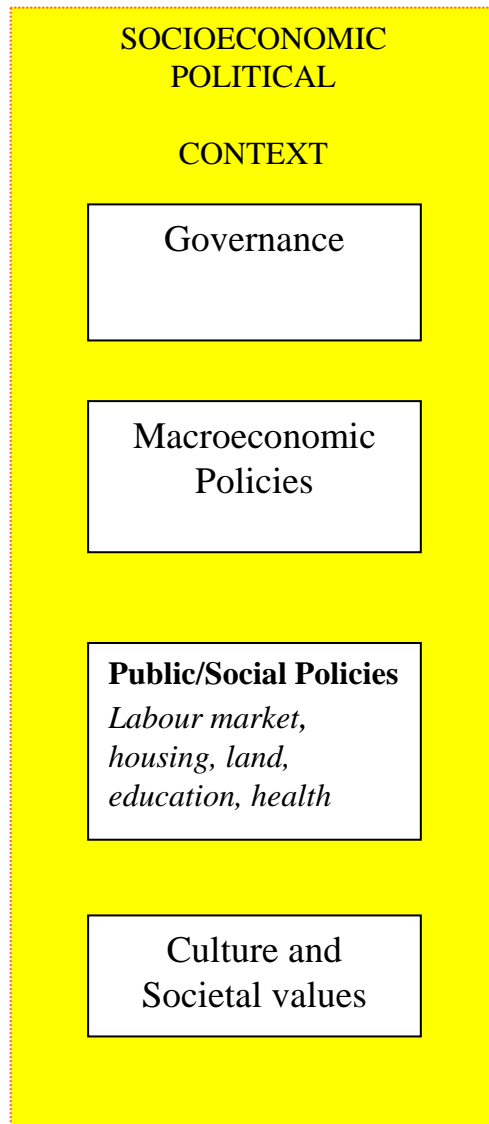 SOCIOECONOMIC
POLITICAL
CONTEXT
Governance
Macroeconomic
Policies
Public/Social Policies
Labour market,
housing, land,
education, health
Culture and
Societal values